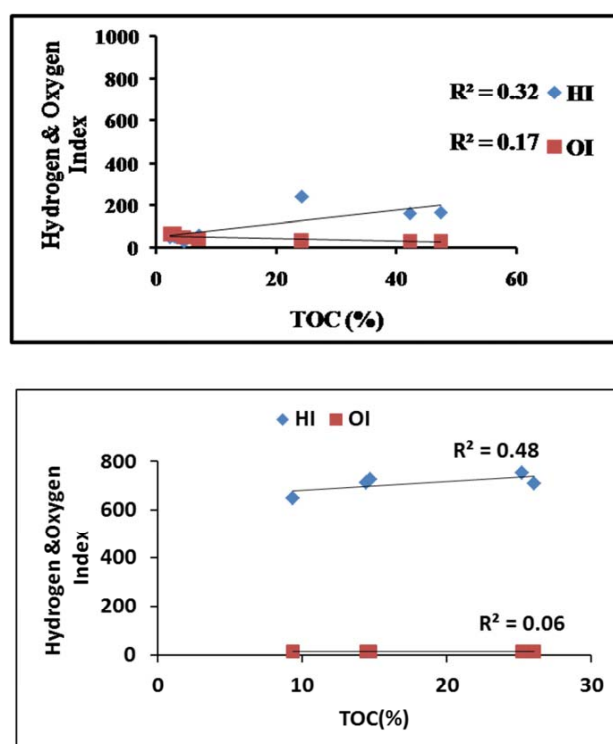 1000
800
600
400
200
0
Hydrogen & Oxygen
Index
R² = 0.32 HI
R² = 0.17 OI
0 20 40 60
TOC (%)
HI OI
800
600
400
200
0
Hydrogen &Oxygen
Index
R² = 0.48
R² = 0.06
0 10 20 30
TOC(%)